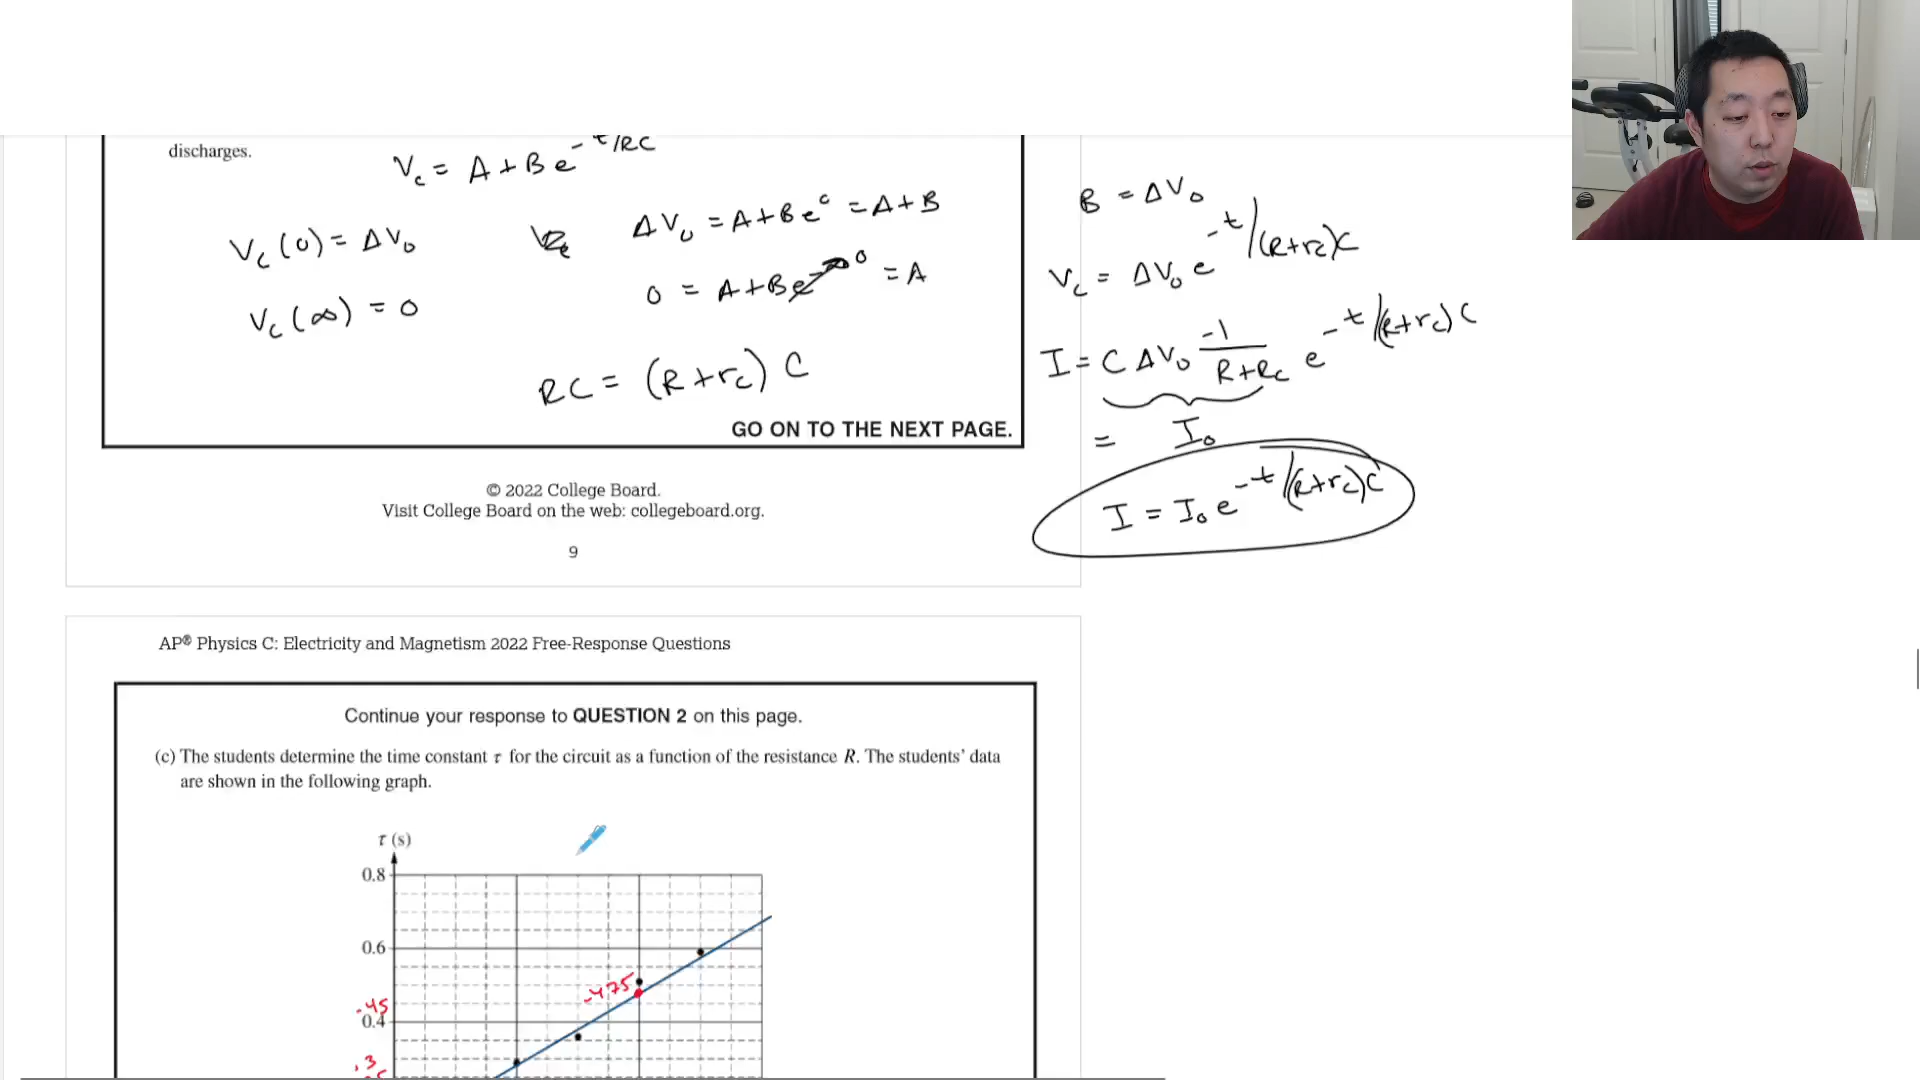 discharges.
V_c = A + B e^{-t/RC}
V_c(0) = ΔV_0
ΔV_0 = A + B e^0 = A + B
V_c(∞) = 0
0 = A + B e^{-∞} 0 = A
RC = (R + r_c) C
GO ON TO THE NEXT PAGE.
B = ΔV_0
V_c = ΔV_0 e^{-t/(R+r_c)C}
I = C ΔV_0 \frac{-1}{R+R_c} e^{-t/(R+r_c)C}
= I_0
I = I_0 e^{-t/(R+r_c)C}
© 2022 College Board.
Visit College Board on the web: collegeboard.org.
9
AP® Physics C: Electricity and Magnetism 2022 Free-Response Questions
Continue your response to QUESTION 2 on this page.
(c) The students determine the time constant τ for the circuit as a function of the resistance R. The students’ data
are shown in the following graph.
τ (s)
0.8
0.6
.475
.45
0.4
.3